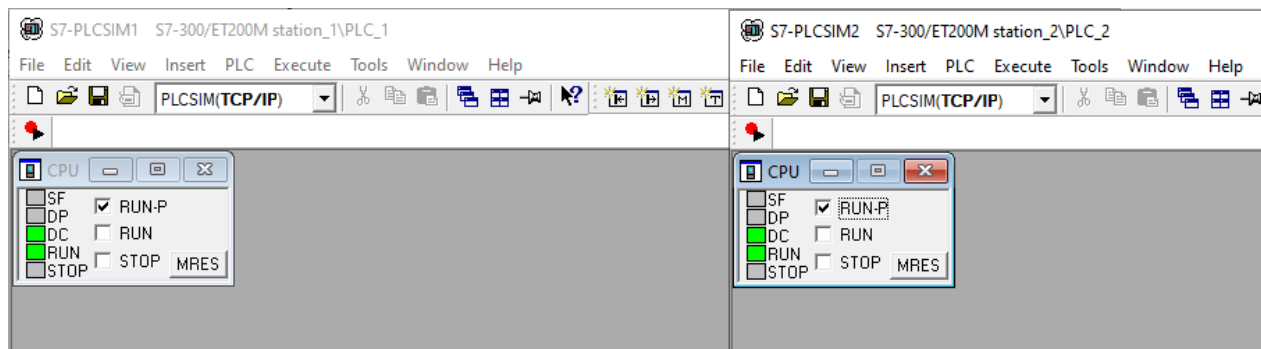 S7-PLCSIM1 S7-300/ET200M station_1\PLC_1
File Edit View Insert PLC Execute Tools Window Help
PLCSIM(TCP/IP)
CPU
SF
DP
DC
RUN
STOP
RUN-P
RUN
STOP
MRES
S7-PLCSIM2 S7-300/ET200M station_2\PLC_2
File Edit View Insert PLC Execute Tools Window Help
PLCSIM(TCP/IP)
CPU
SF
DP
DC
RUN
STOP
RUN-P
RUN
STOP
MRES